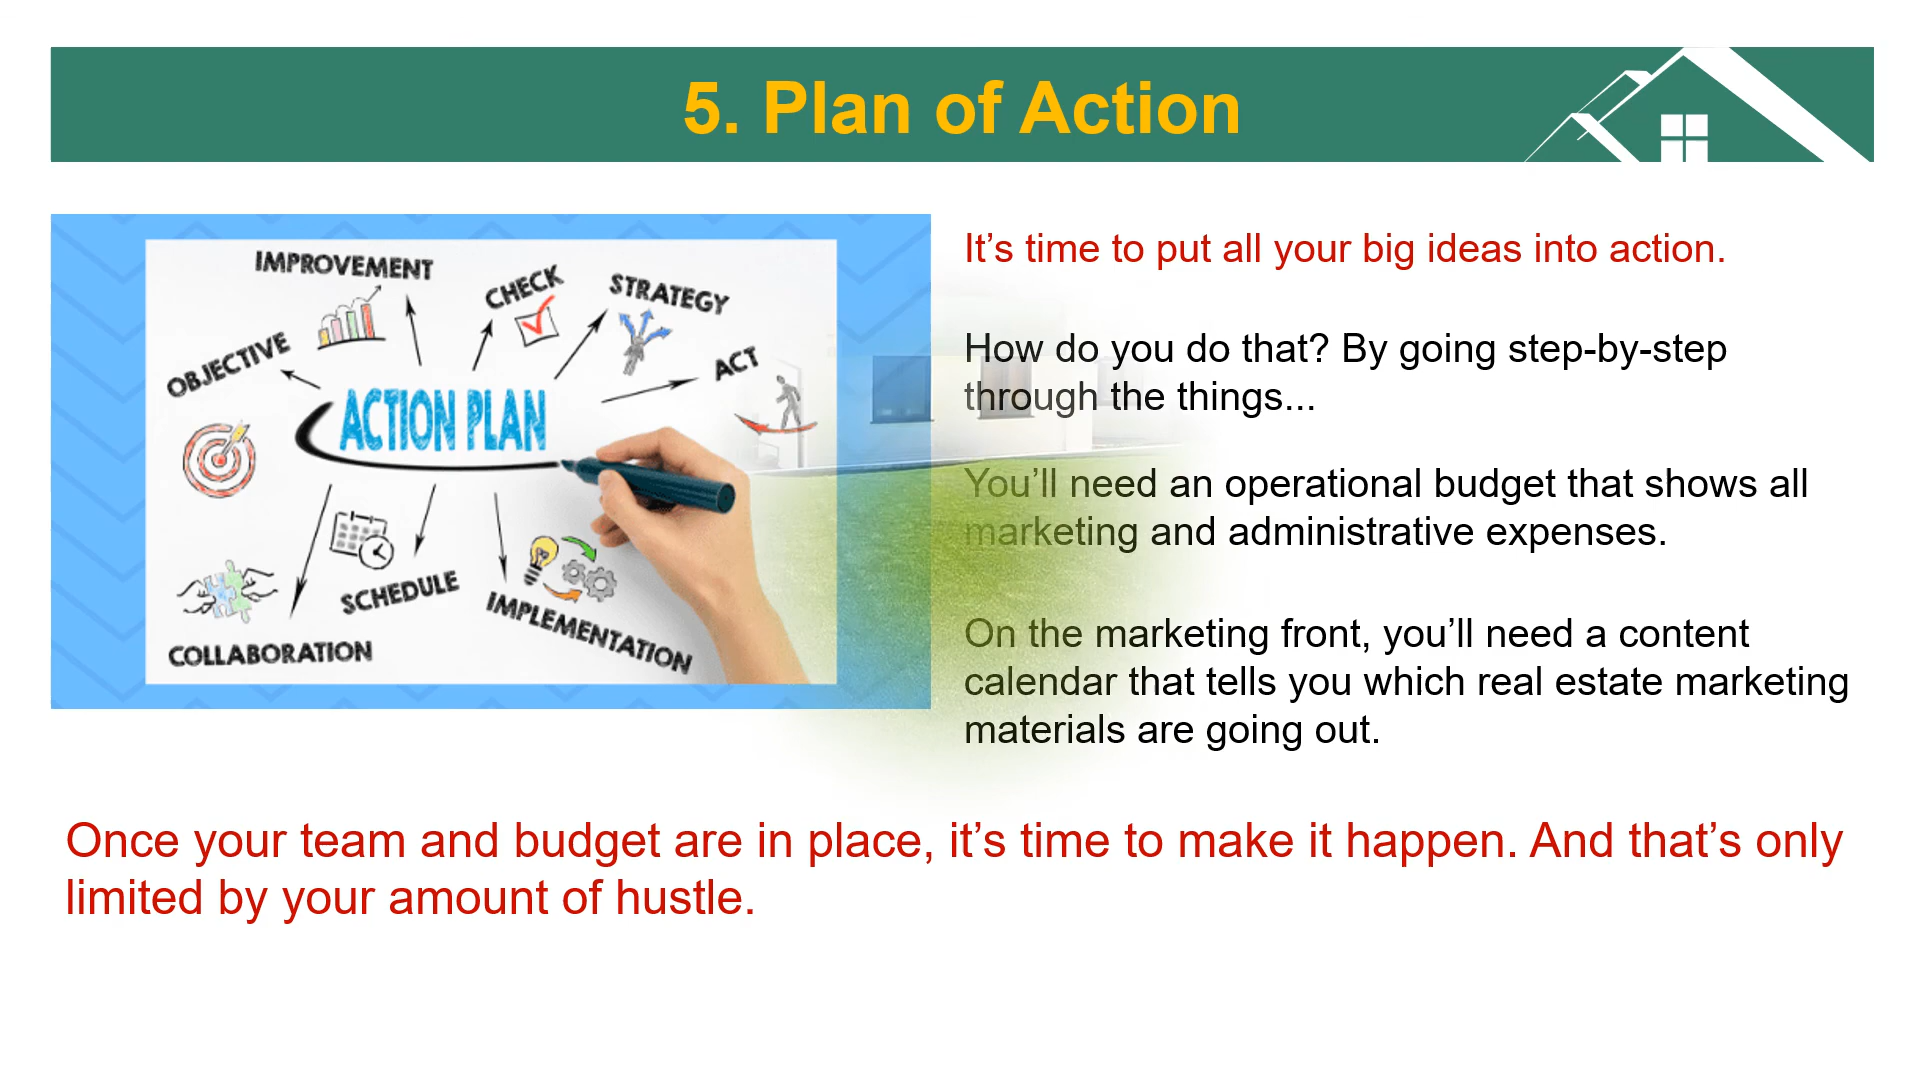 5. Plan of Action
IMPROVEMENT
CHECK
STRATEGY
OBJECTIVE
ACT
ACTION PLAN
SCHEDULE
IMPLEMENTATION
COLLABORATION
It’s time to put all your big ideas into action.
How do you do that? By going step-by-step
through the things...
You’ll need an operational budget that shows all
marketing and administrative expenses.
On the marketing front, you’ll need a content
calendar that tells you which real estate marketing
materials are going out.
Once your team and budget are in place, it’s time to make it happen. And that’s only
limited by your amount of hustle.